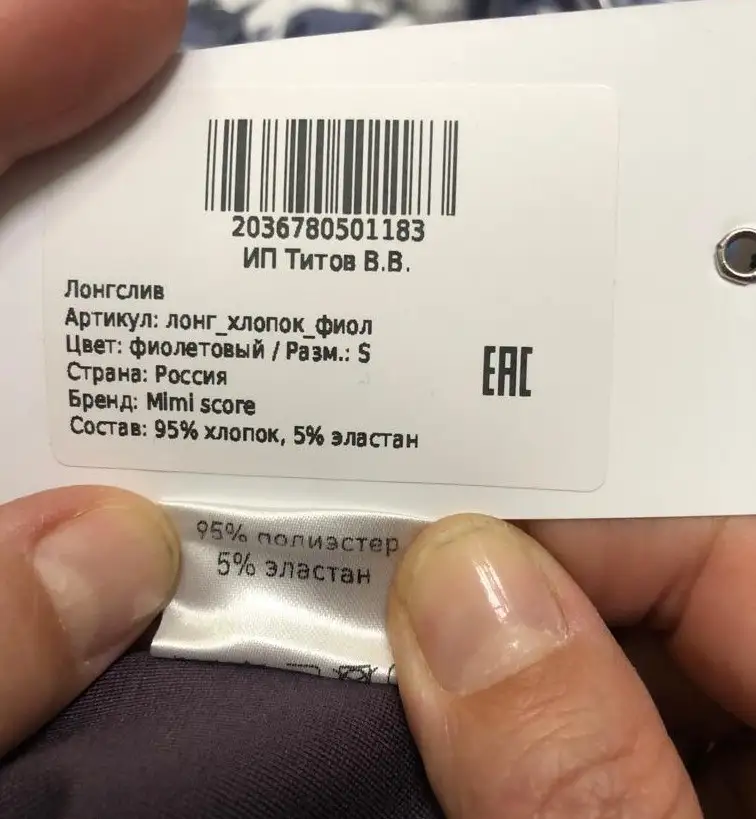 2036780501183
ИП Титов В.В.
Лонгслив
Артикул: лонг_хлопок_фиол
Цвет: фиолетовый / Разм.: S
Страна: Россия
Бренд: Mimi score
Состав: 95% хлопок, 5% эластан
EAC
95% полиэстер
5% эластан